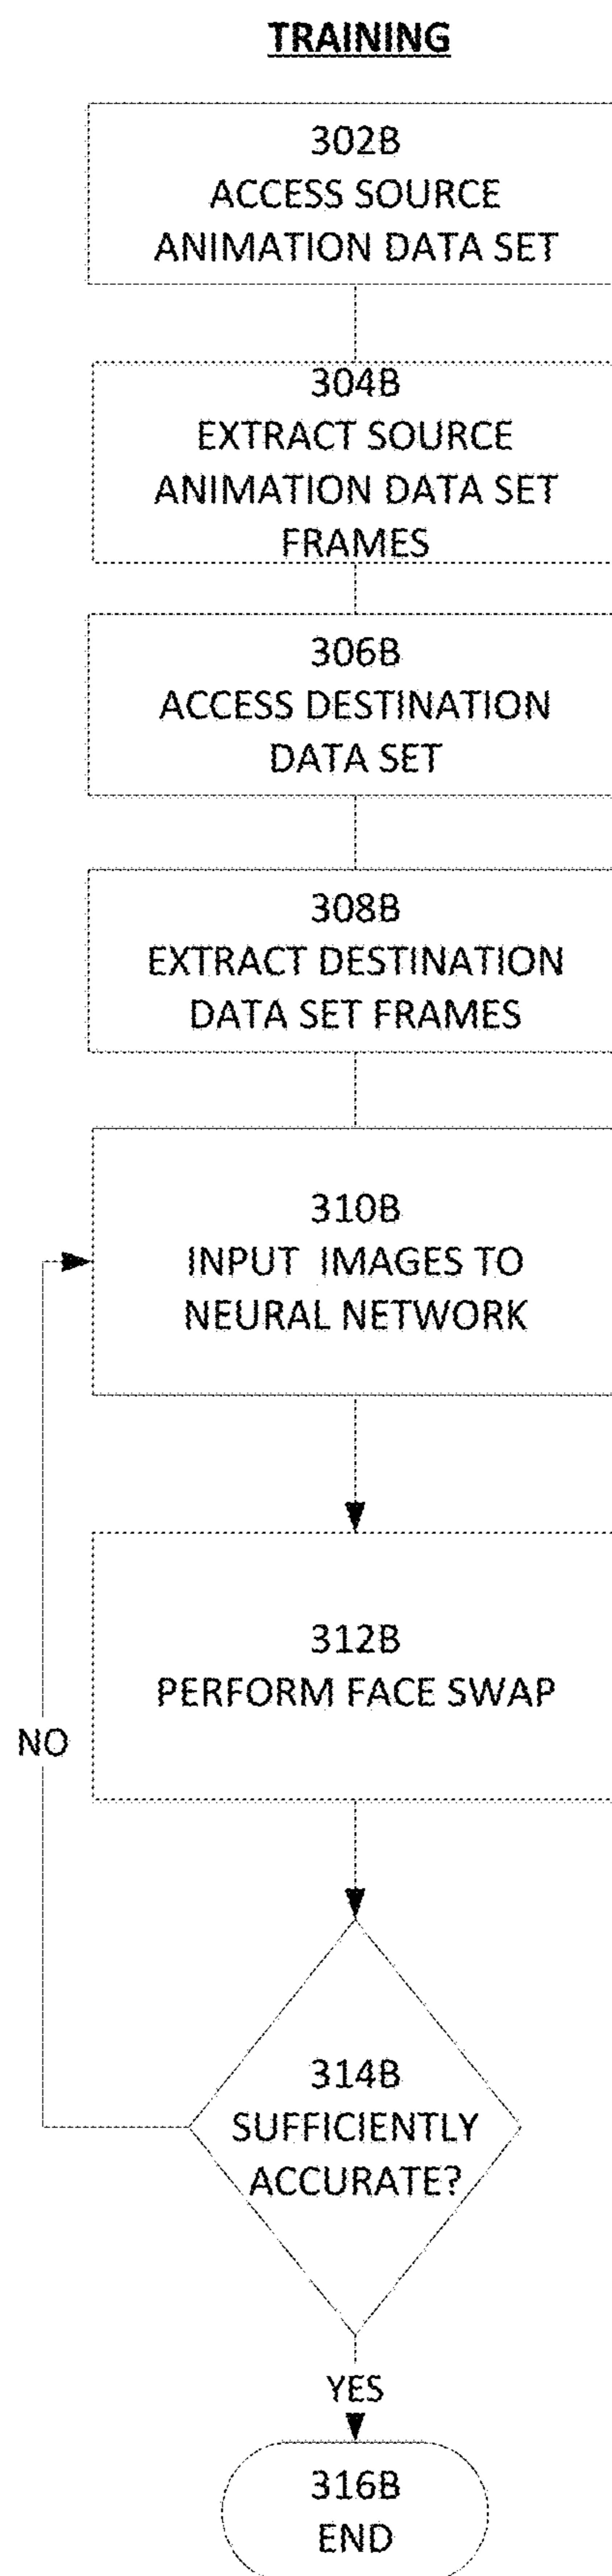 TRAINING
302B
ACCESS SOURCE
ANIMATION DATA SET
304B
EXTRACT SOURCE
ANIMATION DATA SET
FRAMES
306B
ACCESS DESTINATION
DATA SET
308B
EXTRACT DESTINATION
DATA SET FRAMES
310B
INPUT IMAGES TO
NEURAL NETWORK
312B
PERFORM FACE SWAP
NO
314B
SUFFICIENTLY
ACCURATE?
YES
316B
END